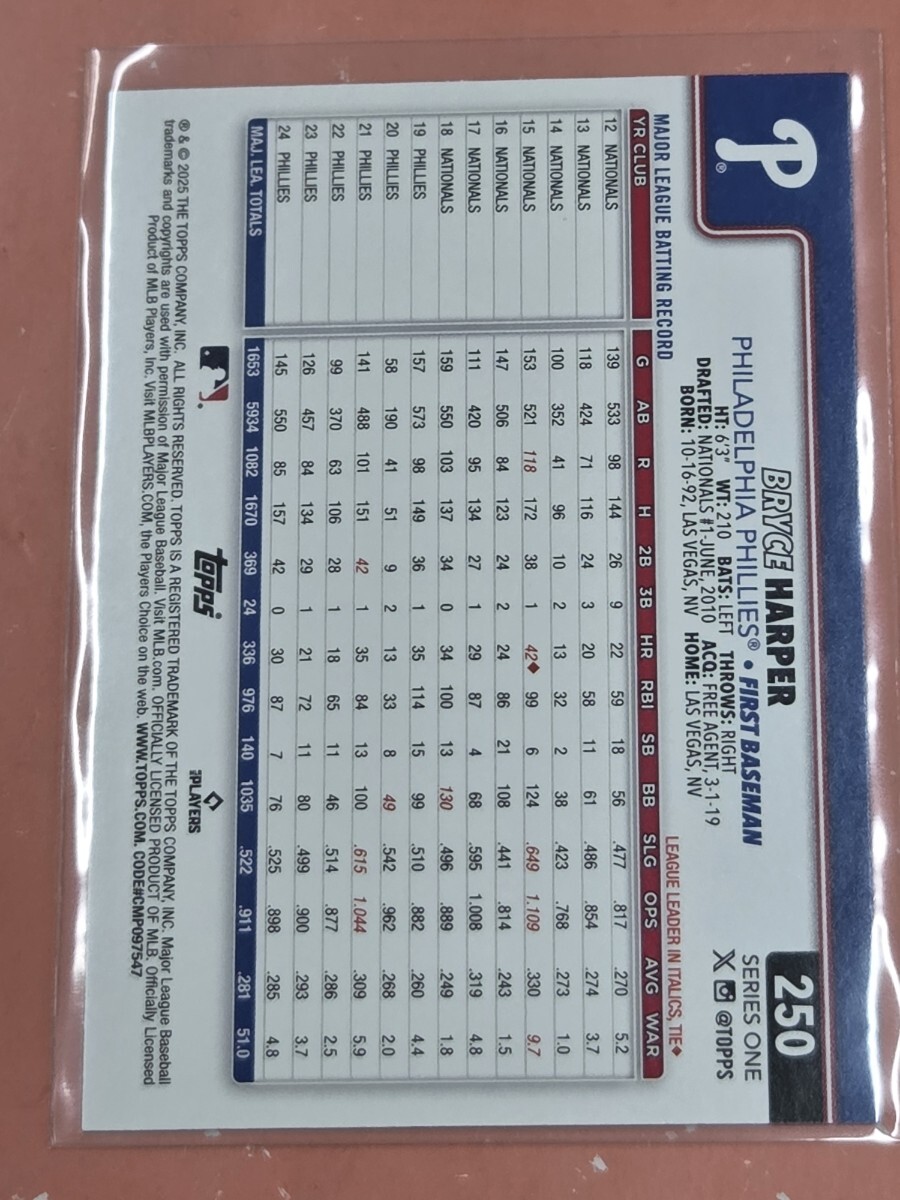 P®
250
BRYCE HARPER
SERIES ONE
PHILADELPHIA PHILLIES® • FIRST BASEMAN
X @TOPPS
HT: 6'3" WT: 210 BATS: LEFT THROWS: RIGHT
DRAFTED: NATIONALS #1-JUNE, 2010 ACQ: FREE AGENT, 3-1-19
BORN: 10-16-92, LAS VEGAS, NV HOME: LAS VEGAS, NV
MAJOR LEAGUE BATTING RECORD LEAGUE LEADER IN ITALICS, TIE♦
YR CLUB G AB R H 2B 3B HR RBI SB BB SLG OPS AVG WAR
12 NATIONALS 139 533 98 144 26 9 22 59 18 56 .477 .817 .270 5.2
13 NATIONALS 118 424 71 116 24 3 20 58 11 61 .486 .854 .274 3.7
14 NATIONALS 100 352 41 96 10 2 13 32 2 38 .423 .768 .273 1.0
15 NATIONALS 153 521 118 172 38 1 42♦ 99 6 124 .649 1.109 .330 9.7
16 NATIONALS 147 506 84 123 24 2 24 86 21 108 .441 .814 .243 1.5
17 NATIONALS 111 420 95 134 27 1 29 87 4 68 .595 1.008 .319 4.8
18 NATIONALS 159 550 103 137 34 0 34 100 13 130 .496 .889 .249 1.8
19 PHILLIES 157 573 98 149 36 1 35 114 15 99 .510 .882 .260 4.4
20 PHILLIES 58 190 41 51 9 2 13 33 8 49 .542 .962 .268 2.0
21 PHILLIES 141 488 101 151 42 1 35 84 13 100 .615 1.044 .309 5.9
22 PHILLIES 99 370 63 106 28 1 18 65 11 46 .514 .877 .286 2.5
23 PHILLIES 126 457 84 134 29 1 21 72 11 80 .499 .900 .293 3.7
24 PHILLIES 145 550 85 157 42 0 30 87 7 76 .525 .898 .285 4.8
MAJ. LEA. TOTALS 1653 5934 1082 1670 369 24 336 976 140 1035 .522 .911 .281 51.0
topps
PLAYERS
® & © 2025 THE TOPPS COMPANY, INC. ALL RIGHTS RESERVED. TOPPS IS A REGISTERED TRADEMARK OF THE TOPPS COMPANY, INC. Major League Baseball
trademarks and copyrights are used with permission of Major League Baseball. Visit MLB.com. OFFICIALLY LICENSED PRODUCT OF MLB. Officially Licensed
Product of MLB Players, Inc. Visit MLBPLAYERS.COM, the Players Choice on the web. WWW.TOPPS.COM. CODE#CMP097547